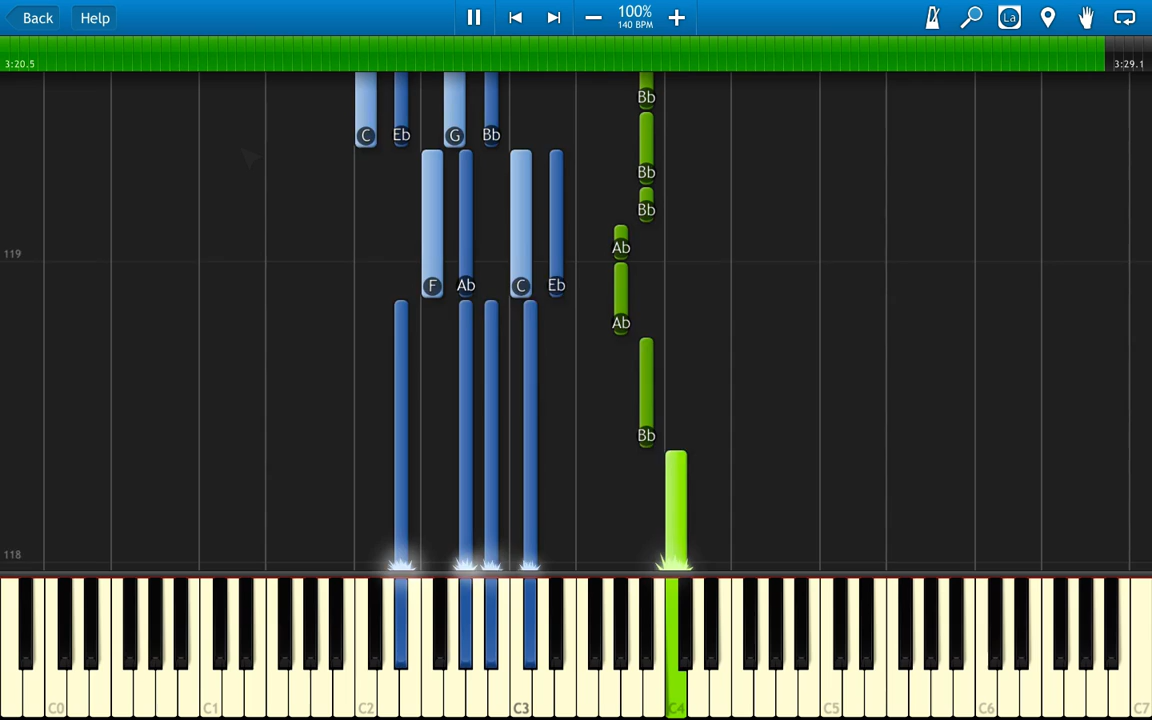 Back Help 100% La
140 BPM
3:20.5 3:29.1
Bb
C Eb G Bb
Bb
Bb
119 Ab
F Ab C Eb
Ab
Bb
118
C0 C1 C2 C3 C4 C5 C6 C7